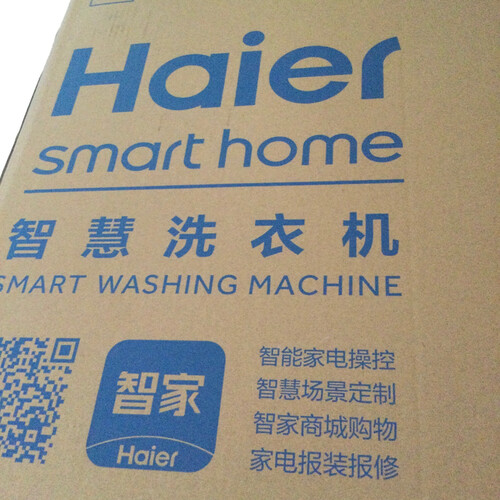 Haier
smart home
智慧洗衣机
SMART WASHING MACHINE
智家
Haier
智能家电操控
智慧场景定制
智家商城购物
家电报装报修